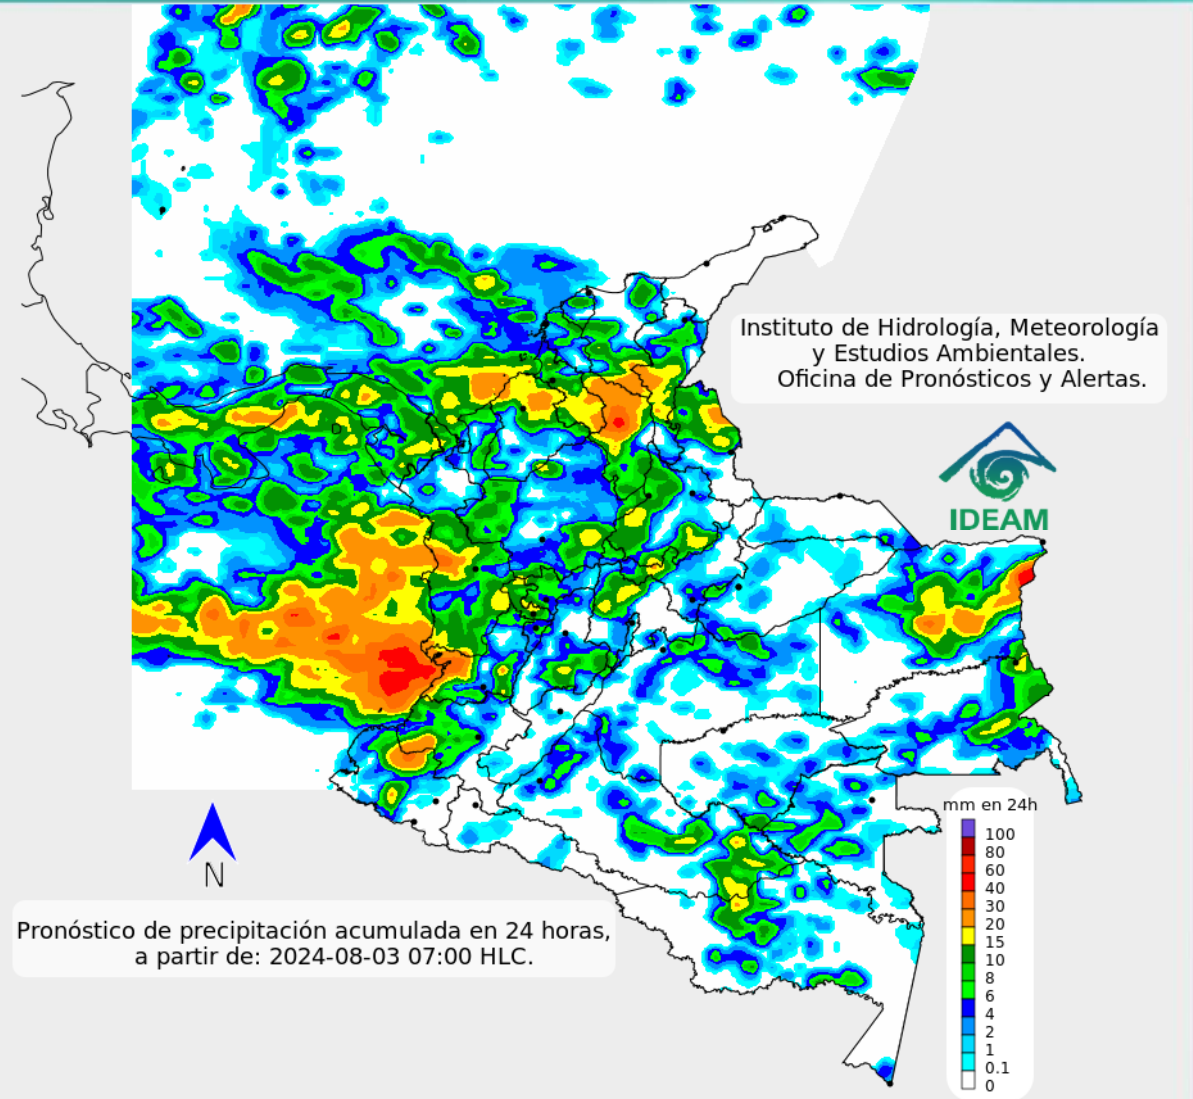 Instituto de Hidrología, Meteorología
y Estudios Ambientales.
Oficina de Pronósticos y Alertas.
IDEAM
mm en 24h
100
80
60
40
30
20
15
10
8
6
4
2
1
0.1
0
N
Pronóstico de precipitación acumulada en 24 horas,
a partir de: 2024-08-03 07:00 HLC.